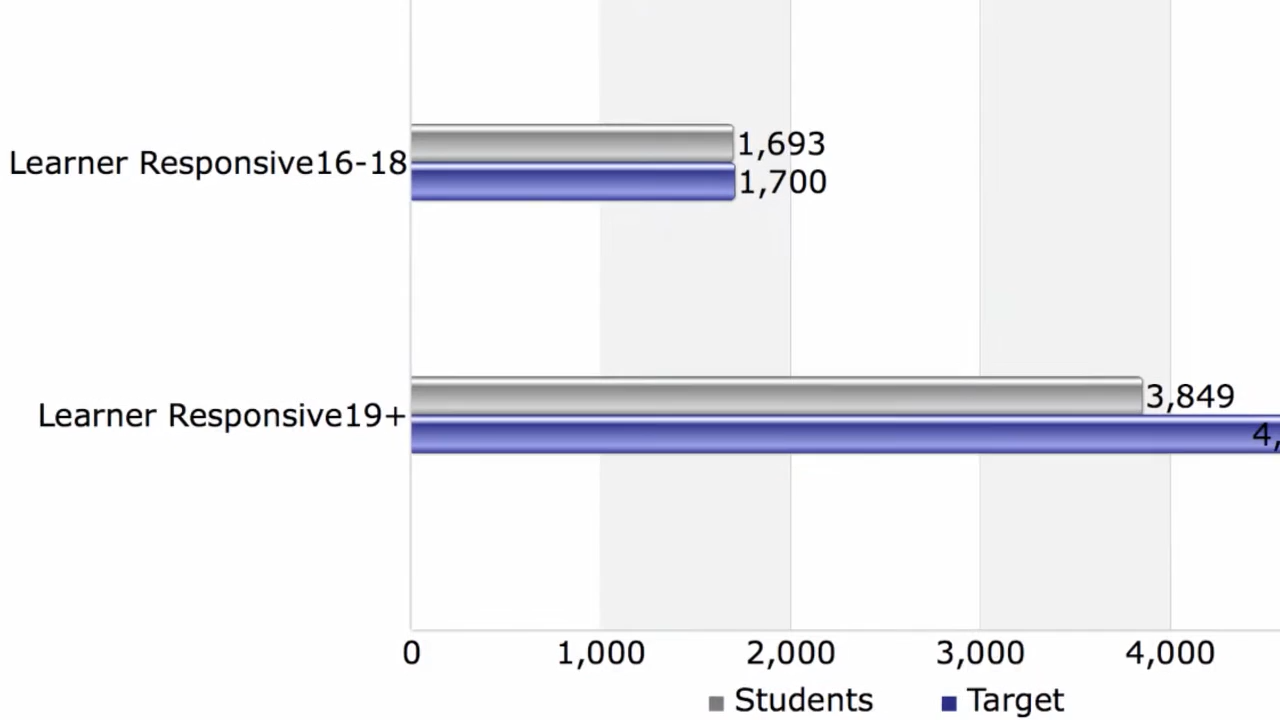 Learner Responsive16-18
1,693
1,700
Learner Responsive19+
3,849
4,
0 1,000 2,000 3,000 4,000
Students Target